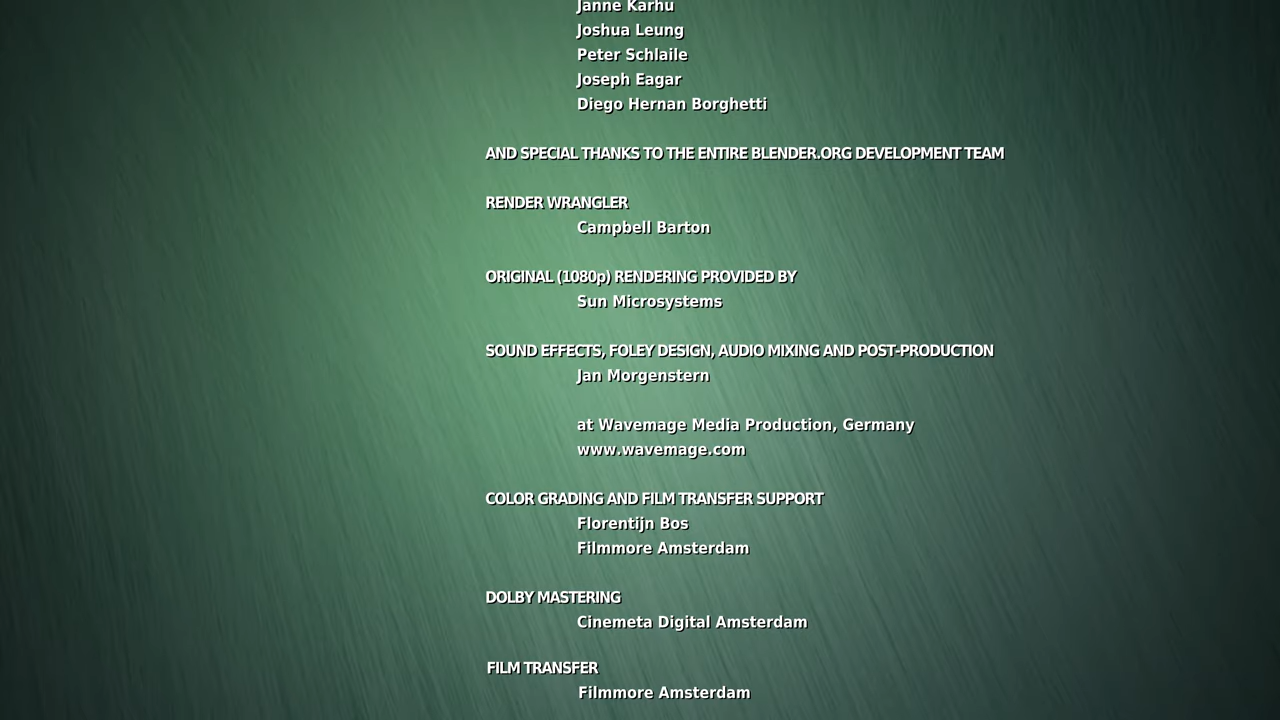 Janne Karhu
Joshua Leung
Peter Schlaile
Joseph Eagar
Diego Hernan Borghetti
AND SPECIAL THANKS TO THE ENTIRE BLENDER.ORG DEVELOPMENT TEAM
RENDER WRANGLER
Campbell Barton
ORIGINAL (1080p) RENDERING PROVIDED BY
Sun Microsystems
SOUND EFFECTS, FOLEY DESIGN, AUDIO MIXING AND POST-PRODUCTION
Jan Morgenstern
at Wavemage Media Production, Germany
www.wavemage.com
COLOR GRADING AND FILM TRANSFER SUPPORT
Florentijn Bos
Filmmore Amsterdam
DOLBY MASTERING
Cinemeta Digital Amsterdam
FILM TRANSFER
Filmmore Amsterdam